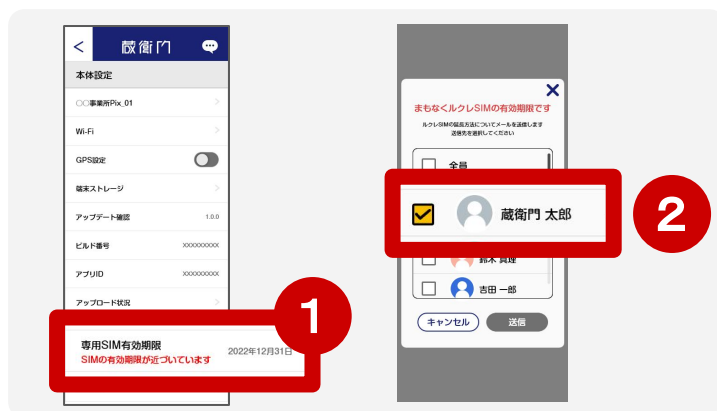 <
蔵衛門
本体設定
○○事業所Pix_01
>
Wi-Fi
>
GPS設定
端末ストレージ
>
アップデート確認
1.0.0
ビルド番号
xxxxxxxxxx
アプリID
xxxxxxxxxx
アップロード状況
>
専用SIM有効期限
SIMの有効期限が近づいています
2022年12月31日
1
X
まもなくルクレSIMの有効期限です
ルクレSIMの延長方法についてメールを送信します
送信先を選択してください
全員
蔵衛門 太郎
2
鈴木 真理
吉田 一郎
キャンセル
送信